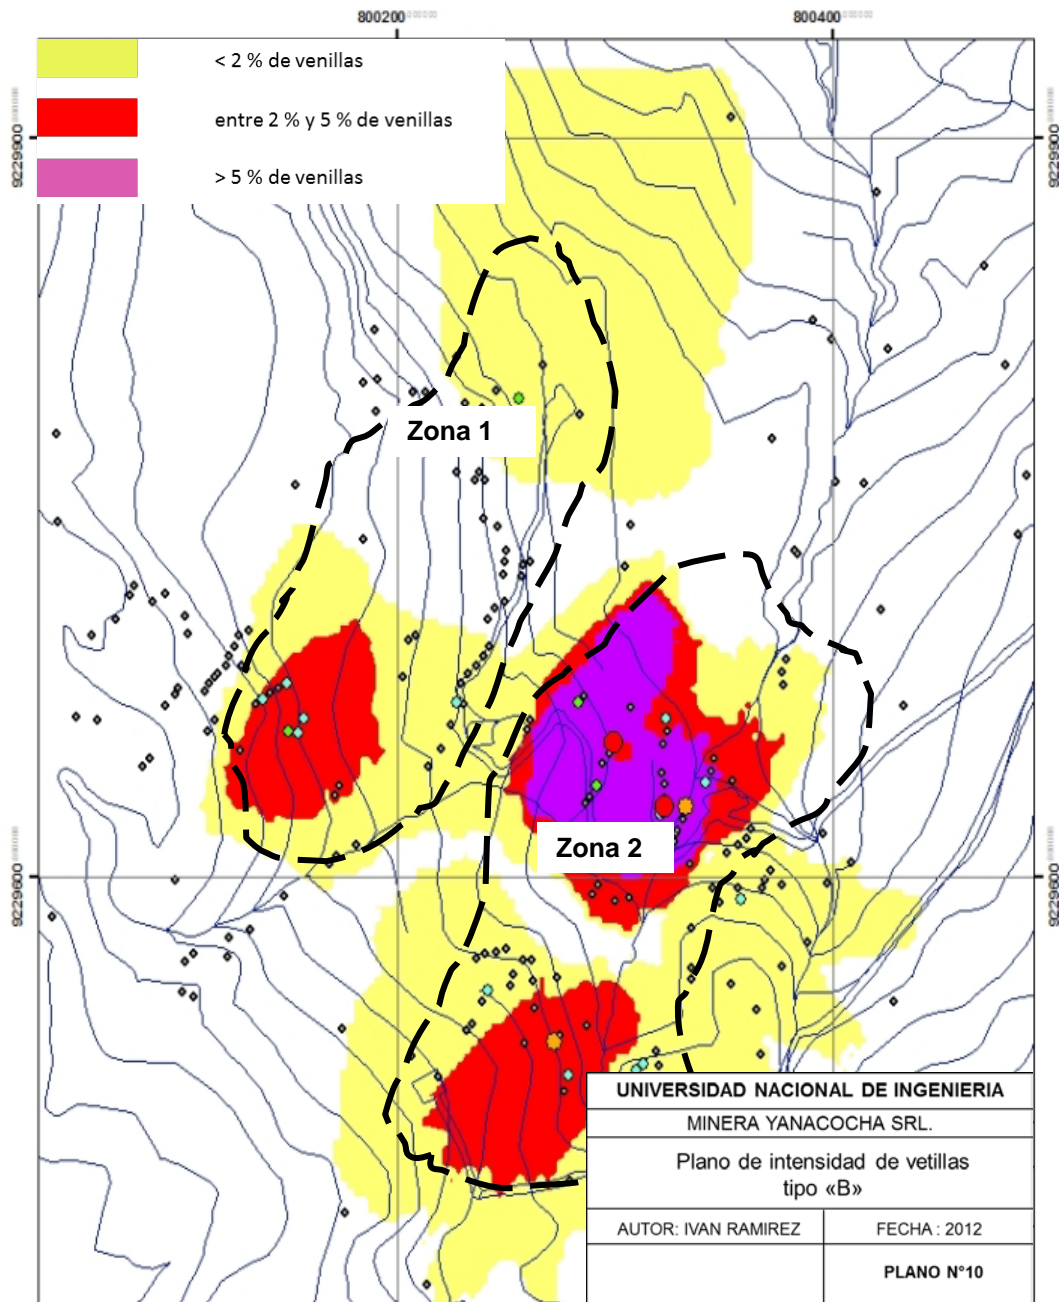 800200
800400
< 2 % de venillas
entre 2 % y 5 % de venillas
> 5 % de venillas
9229900
9229900
Zona 1
Zona 2
9229600
9229600
UNIVERSIDAD NACIONAL DE INGENIERIA
MINERA YANACOCHA SRL.
Plano de intensidad de vetillas
tipo «B»
AUTOR: IVAN RAMIREZ
FECHA : 2012
PLANO N°10